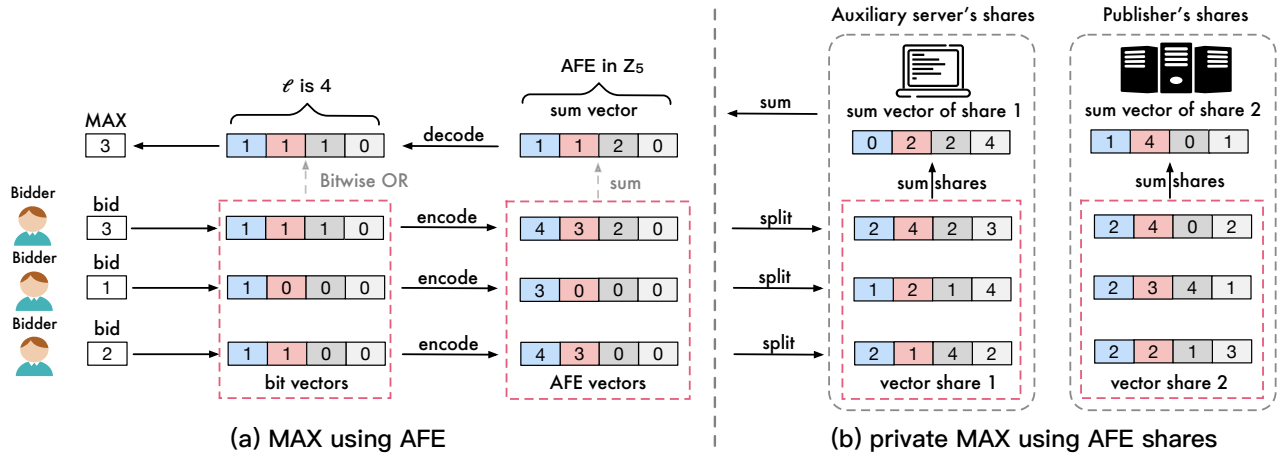 Auxiliary server's shares
Publisher's shares
AFE in Z5
ℓ is 4
sum vector
sum
sum vector of share 1
sum vector of share 2
MAX
3
1 1 1 0
decode
1 1 2 0
0 2 2 4
1 4 0 1
Bitwise OR
sum
sum shares
sum shares
Bidder
bid
3
1 1 1 0
encode
4 3 2 0
split
2 4 2 3
2 4 0 2
Bidder
bid
1
1 0 0 0
encode
3 0 0 0
split
1 2 1 4
2 3 4 1
Bidder
bid
2
1 1 0 0
encode
4 3 0 0
split
2 1 4 2
2 2 1 3
bit vectors
AFE vectors
vector share 1
vector share 2
(a) MAX using AFE
(b) private MAX using AFE shares